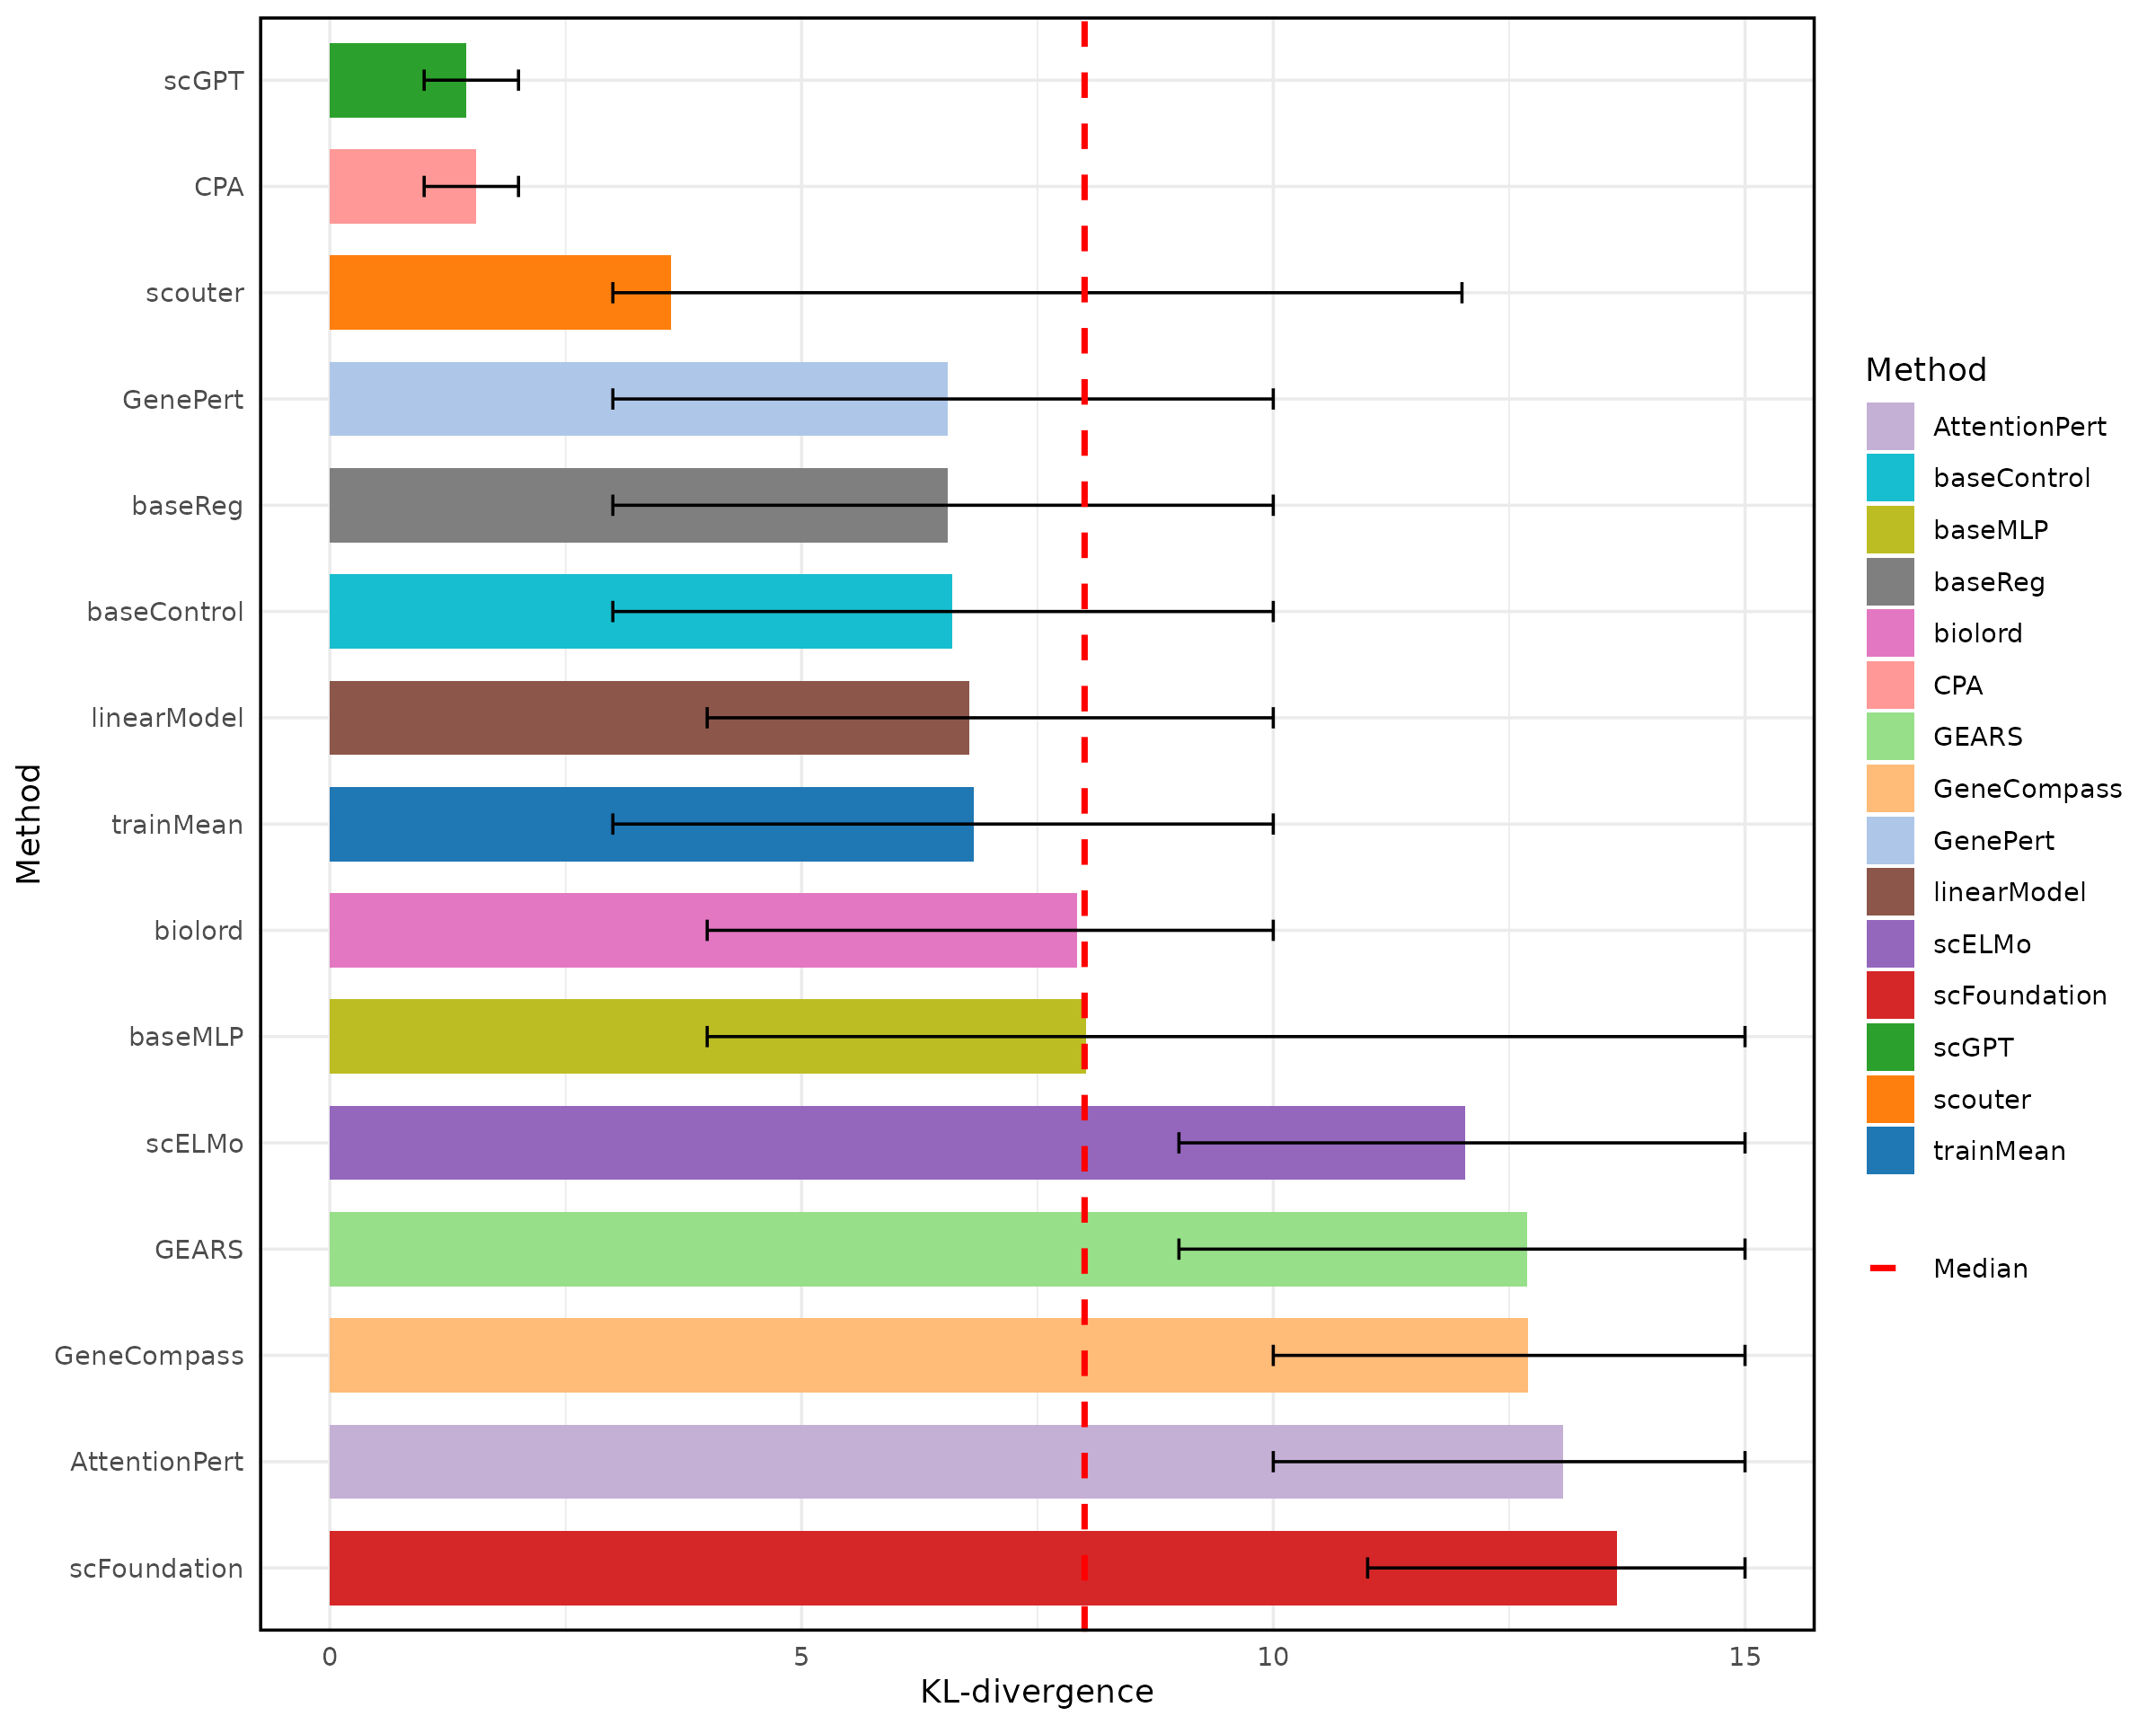 Method
scGPT
CPA
scouter
GenePert
baseReg
baseControl
linearModel
trainMean
biolord
baseMLP
scELMo
GEARS
GeneCompass
AttentionPert
scFoundation
0 5 10 15
KL-divergence
Method
AttentionPert
baseControl
baseMLP
baseReg
biolord
CPA
GEARS
GeneCompass
GenePert
linearModel
scELMo
scFoundation
scGPT
scouter
trainMean
Median